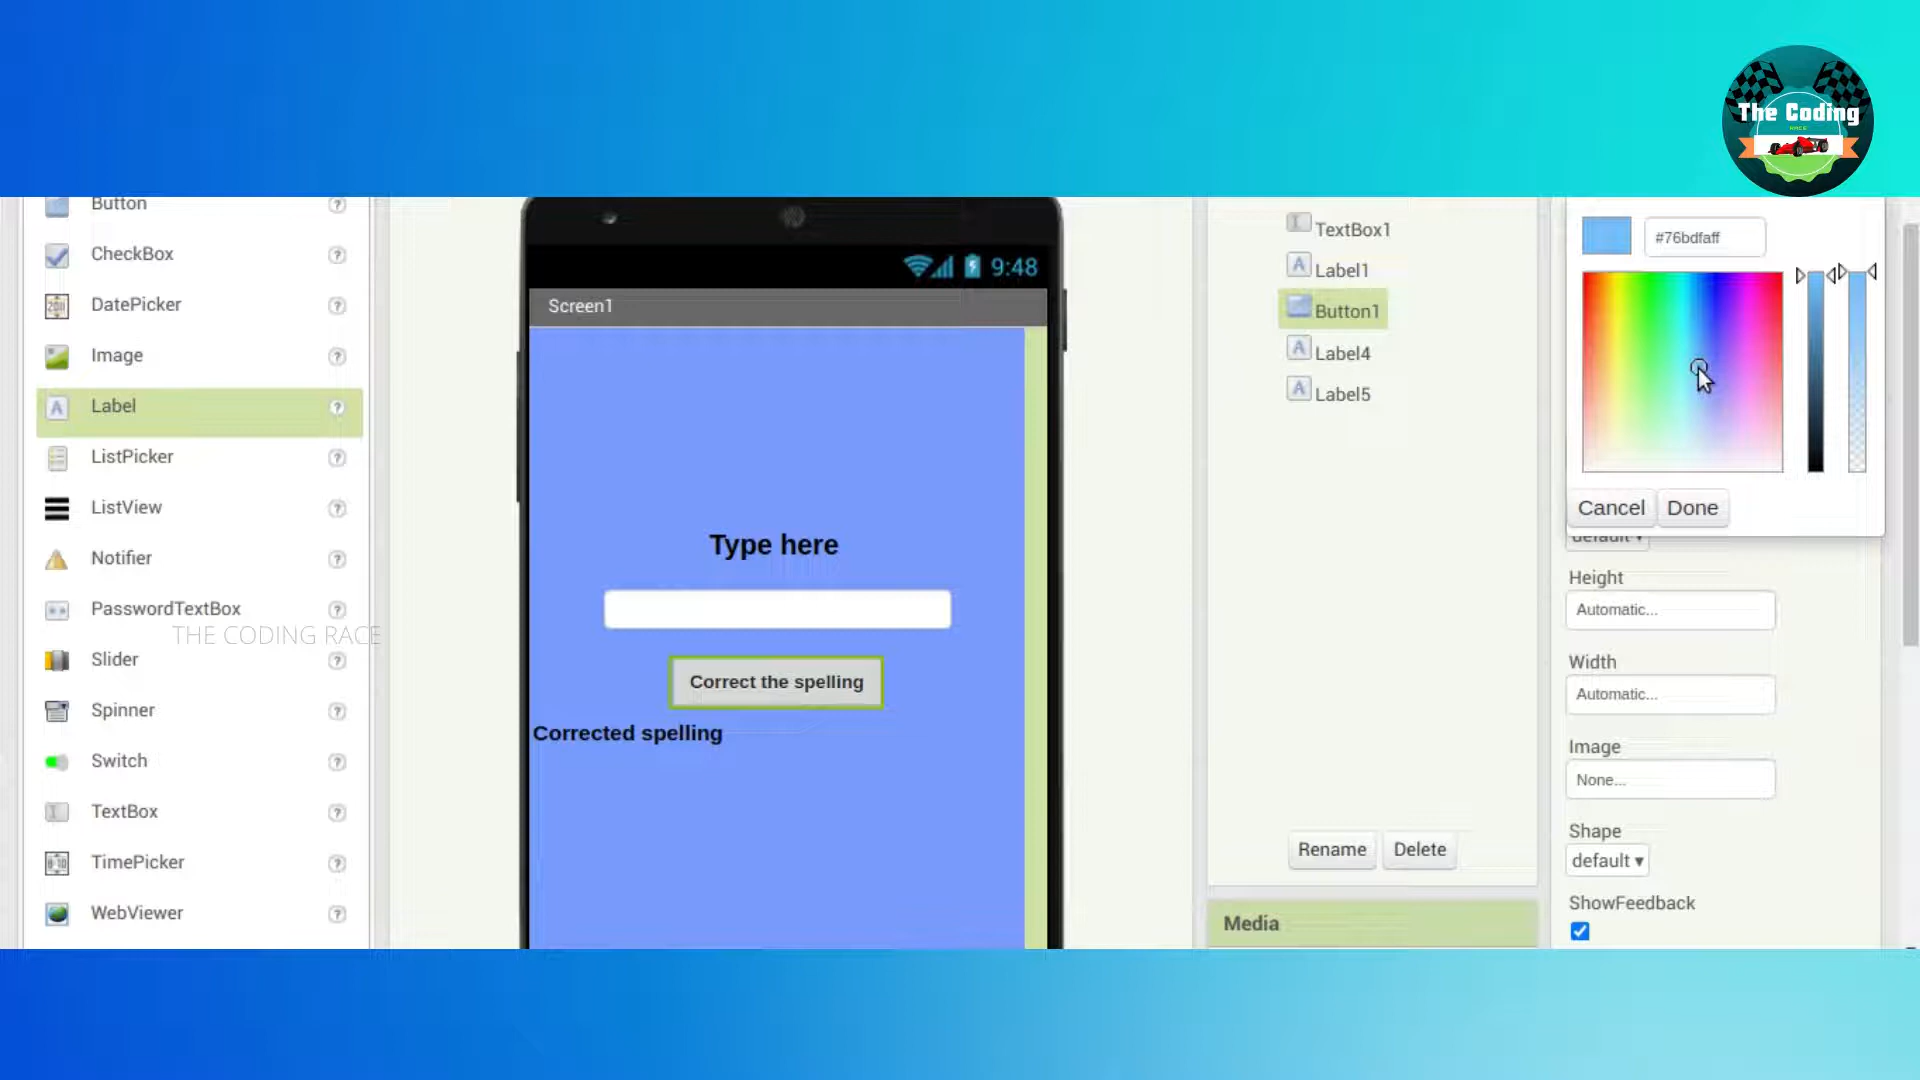 The Coding
RACE
Button
CheckBox
DatePicker
Image
Label
ListPicker
ListView
Notifier
PasswordTextBox
THE CODING RACE
Slider
Spinner
Switch
TextBox
TimePicker
WebViewer
9:48
Screen1
Type here
Correct the spelling
Corrected spelling
TextBox1
Label1
Button1
Label4
Label5
Rename
Delete
Media
#76bdfaff
Cancel
Done
default
Height
Automatic...
Width
Automatic...
Image
None...
Shape
default
ShowFeedback